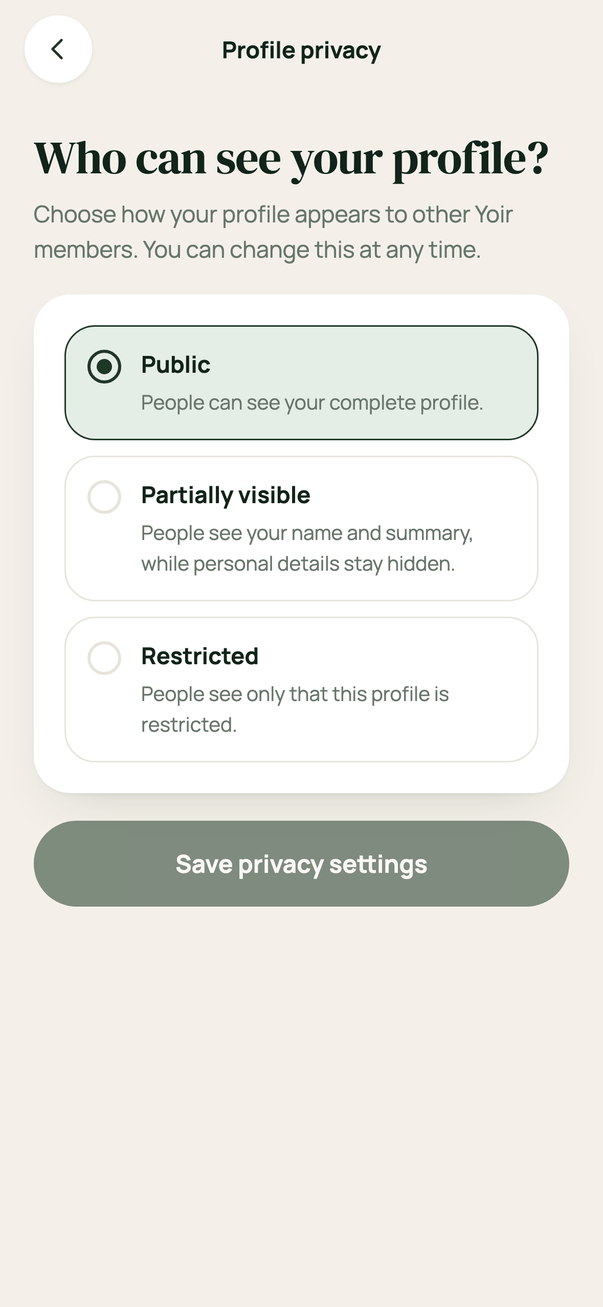 Profile privacy
Who can see your profile?
Choose how your profile appears to other Yoir
members. You can change this at any time.
Public
People can see your complete profile.
Partially visible
People see your name and summary,
while personal details stay hidden.
Restricted
People see only that this profile is
restricted.
Save privacy settings